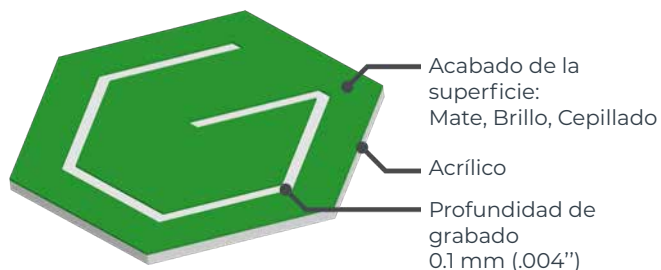 Acabado de la
superficie:
Mate, Brillo, Cepillado
Acrílico
Profundidad de
grabado
0.1 mm (.004’’)